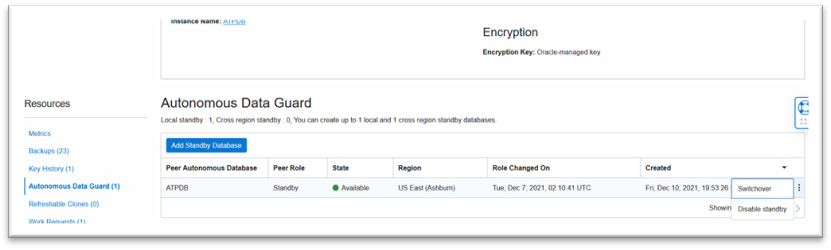 Instance Name: ATPDB
Encryption
Encryption Key: Oracle-managed key
Resources
Metrics
Backups (23)
Key History (1)
Autonomous Data Guard (1)
Refreshable Clones (0)
Work Requests (1)
Autonomous Data Guard
Local standby : 1, Cross region standby : 0, You can create up to 1 local and 1 cross region standby databases.
Add Standby Database
Peer Autonomous Database Peer Role State Region Role Changed On Created
ATPDB Standby Available US East (Ashburn) Tue, Dec 7, 2021, 02:10:41 UTC Fri, Dec 10, 2021, 19:53:26
Switchover
Disable standby
Showin